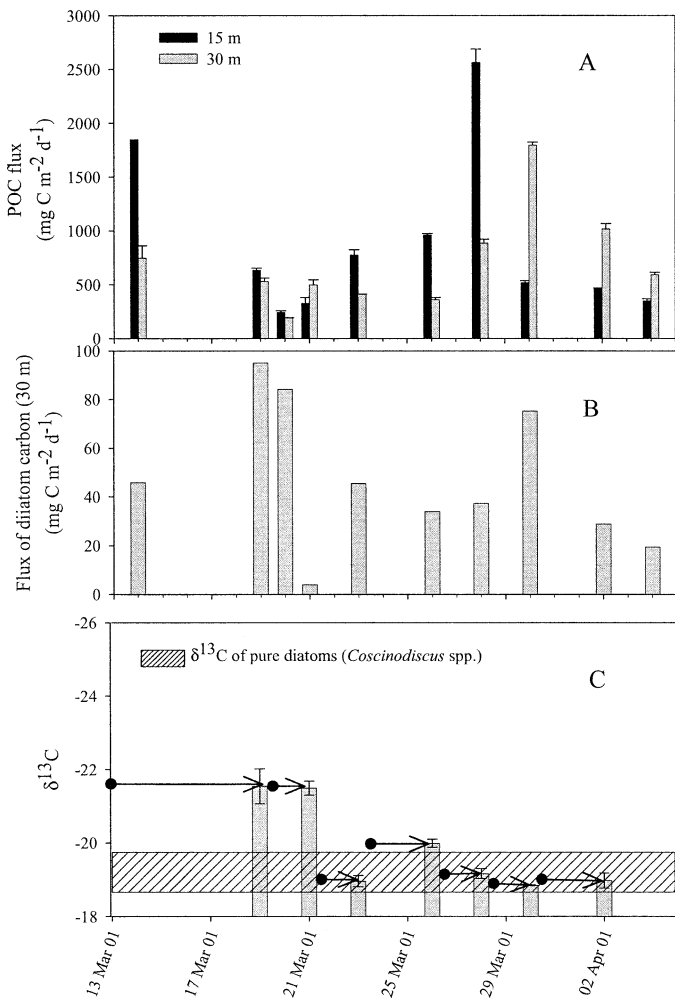 3000
2500
2000
1500
1000
500
0
POC flux
(mg C m-2 d-1)
15 m
30 m
A
100
80
60
40
20
0
Flux of diiatom carbon (30 m)
(mg C m-2 d-1)
B
-26
-24
-22
-20
-18
δ13C
δ13C of pure diatoms (Coscinodiscus spp.)
C
13 Mar 01
17 Mar 01
21 Mar 01
25 Mar 01
29 Mar 01
02 Apr 01